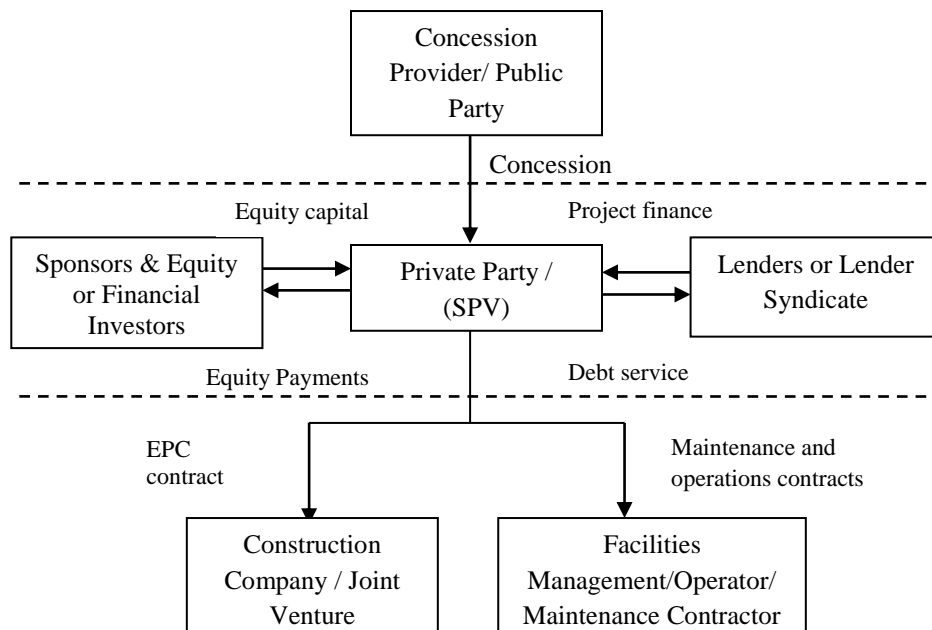 Concession
Provider/ Public
Party
Concession
Equity capital
Project finance
Sponsors & Equity
or Financial
Investors
Private Party /
(SPV)
Lenders or Lender
Syndicate
Equity Payments
Debt service
EPC
contract
Maintenance and
operations contracts
Construction
Company / Joint
Venture
Facilities
Management/Operator/
Maintenance Contractor